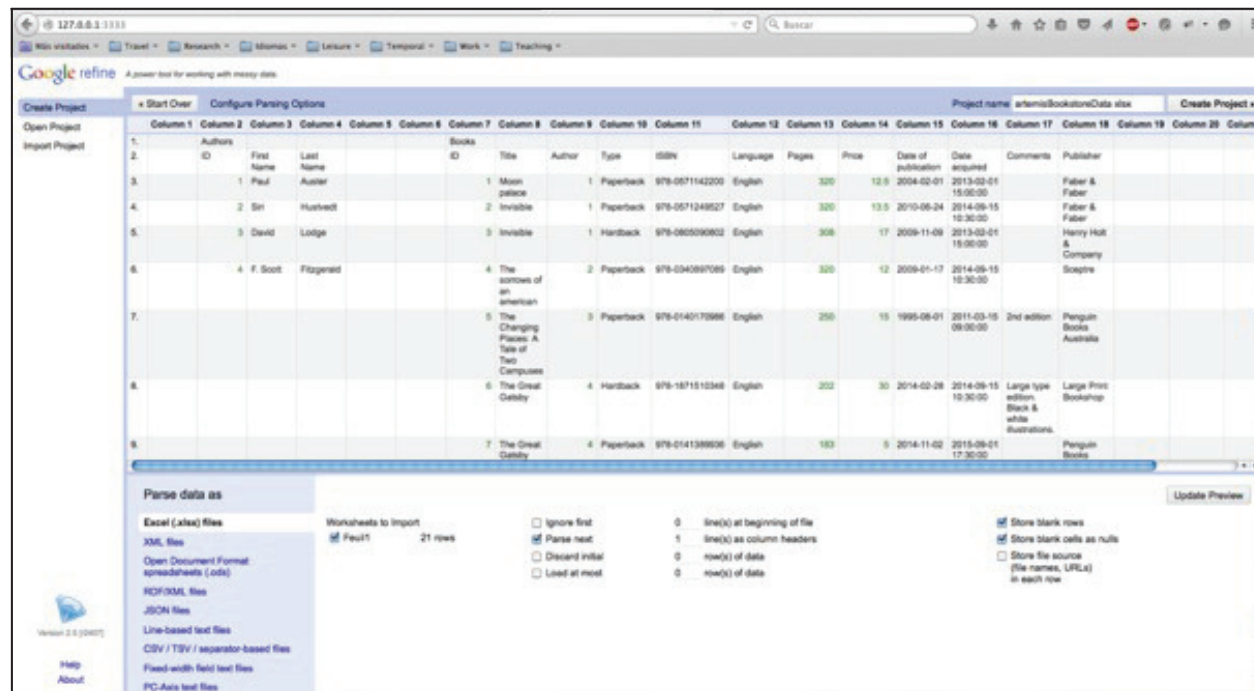 127.0.0.1:3333
Buscar
Más visitados Travel Research Idiomas Leisure Temporal Work Teaching
Google refine A power tool for working with messy data.
Create Project
Open Project
Import Project
« Start Over Configure Parsing Options Project name artemisBookstoreData xlsx Create Project »
Column 1 Column 2 Column 3 Column 4 Column 5 Column 6 Column 7 Column 8 Column 9 Column 10 Column 11 Column 12 Column 13 Column 14 Column 15 Column 16 Column 17 Column 18 Column 19 Column 20
1. Authors Books
2. ID First Name Last Name ID Title Author Type ISBN Language Pages Price Date of publication Date acquired Comments Publisher
3. 1 Paul Auster 1 Moon palace 1 Paperback 978-0571142200 English 320 12.5 2004-02-01 2013-02-01 15:00:00 Faber & Faber
4. 2 Siri Hustvedt 2 Invisible 1 Paperback 978-0571249527 English 320 13.5 2010-06-24 2014-09-15 10:30:00 Faber & Faber
5. 3 David Lodge 3 Invisible 1 Hardback 978-0805090802 English 308 17 2009-11-09 2013-02-01 15:00:00 Henry Holt & Company
6. 4 F. Scott Fitzgerald 4 The sorrows of an american 2 Paperback 978-0340897089 English 320 12 2009-01-17 2014-09-15 10:30:00 Sceptre
7. 5 The Changing Places: A Tale of Two Campuses 3 Paperback 978-0140170986 English 250 15 1995-06-01 2011-03-15 09:00:00 2nd edition Penguin Books Australia
8. 6 The Great Gatsby 4 Hardback 978-1871510348 English 202 30 2014-02-28 2014-09-15 10:30:00 Large type edition. Black & white illustrations. Large Print Bookshop
9. 7 The Great Gatsby 4 Paperback English 183 5 2014-11-02 2015-09-01 17:30:00 Penguin Books
Parse data as
Update Preview
Excel (.xlsx) files
XML files
Open Document Format spreadsheets (.ods)
RDF/XML files
JSON files
Line-based text files
CSV / TSV / separator-based files
Fixed-width field text files
PC-Axis text files
Worksheets to Import
Feuil1 21 rows
Ignore first 0 line(s) at beginning of file
Parse next 1 line(s) as column headers
Discard initial 0 row(s) of data
Load at most 0 row(s) of data
Store blank rows
Store blank cells as nulls
Store file source
(file names, URLs)
in each row
Version 2.5
Help
About